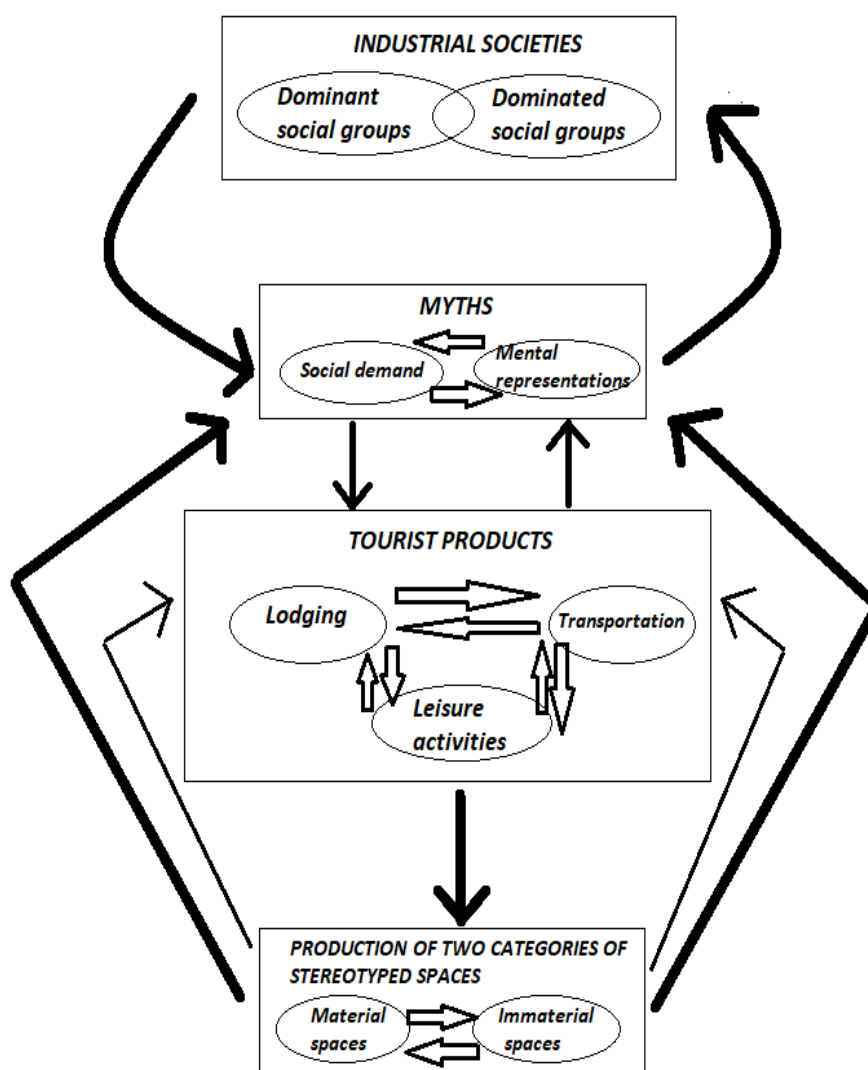 INDUSTRIAL SOCIETIES
Dominant
social groups
Dominated
social groups
MYTHS
Social demand
Mental
representations
TOURIST PRODUCTS
Lodging
Transportation
Leisure
activities
PRODUCTION OF TWO CATEGORIES OF
STEREOTYPED SPACES
Material
spaces
Immaterial
spaces